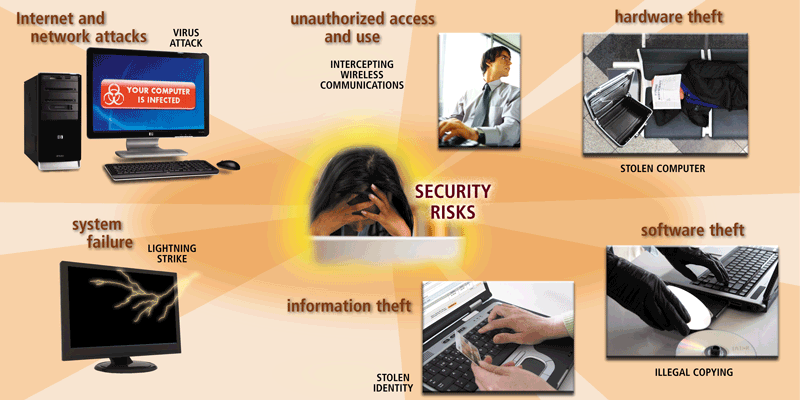 Internet and
network attacks
VIRUS
ATTACK
YOUR COMPUTER
IS INFECTED
unauthorized access
and use
INTERCEPTING
WIRELESS
COMMUNICATIONS
hardware theft
STOLEN COMPUTER
SECURITY
RISKS
system
failure
LIGHTNING
STRIKE
information theft
STOLEN
IDENTITY
software theft
ILLEGAL COPYING